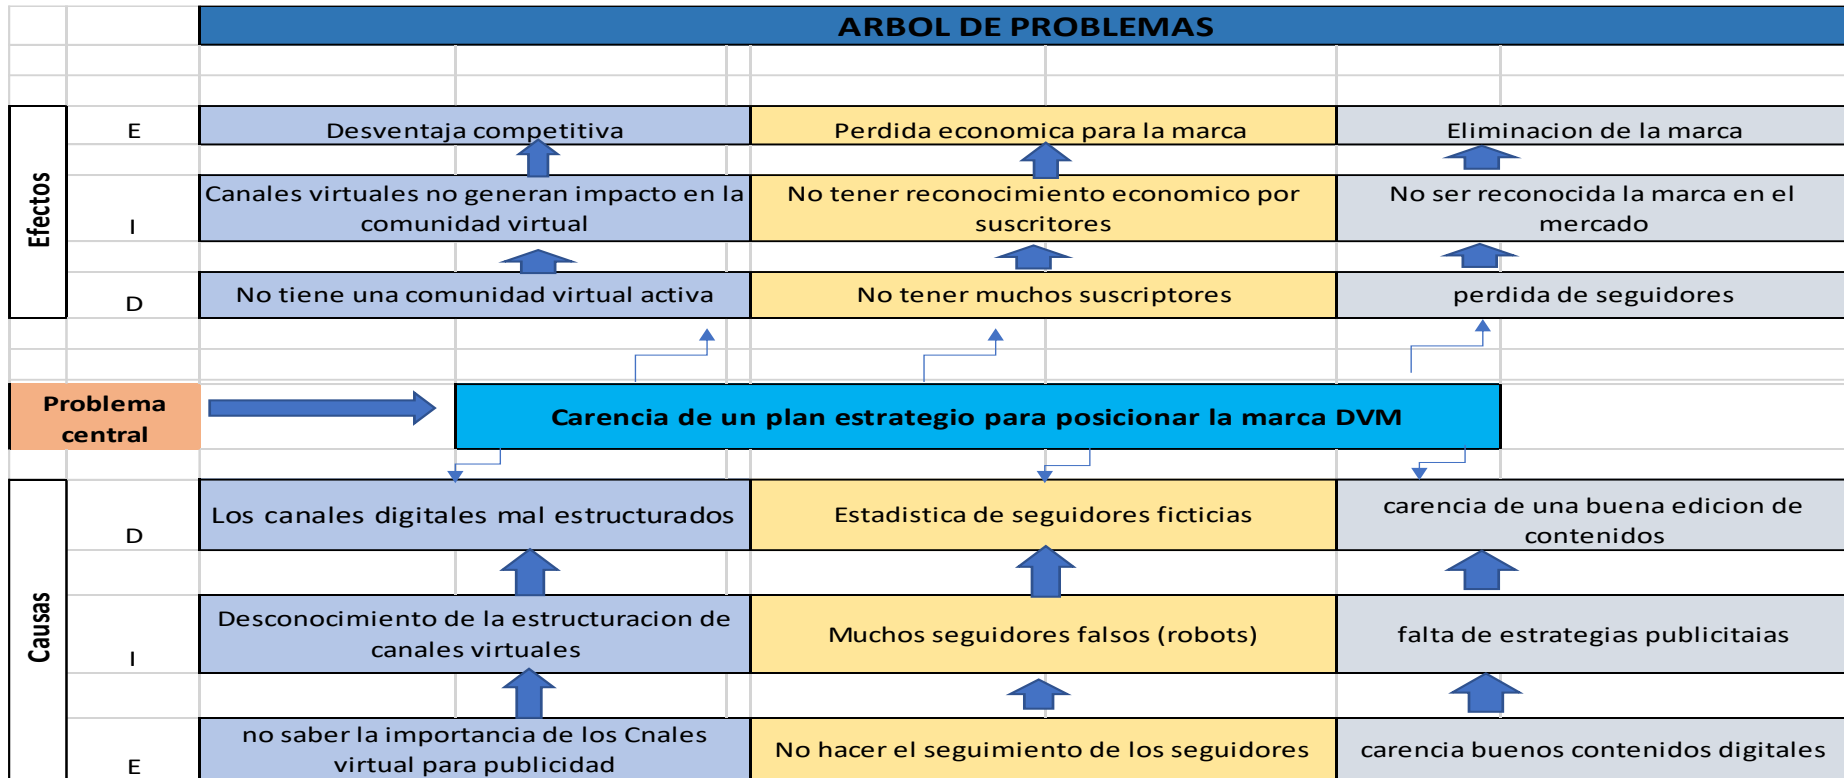 ARBOL DE PROBLEMAS
Efectos
E
Desventaja competitiva
Perdida economica para la marca
Eliminacion de la marca
I
Canales virtuales no generan impacto en la
comunidad virtual
No tener reconocimiento economico por
suscritores
No ser reconocida la marca en el
mercado
D
No tiene una comunidad virtual activa
No tener muchos suscriptores
perdida de seguidores
Problema
central
Carencia de un plan estrategio para posicionar la marca DVM
Causas
D
Los canales digitales mal estructurados
Estadistica de seguidores ficticias
carencia de una buena edicion de
contenidos
I
Desconocimiento de la estructuracion de
canales virtuales
Muchos seguidores falsos (robots)
falta de estrategias publicitaias
E
no saber la importancia de los Cnales
virtual para publicidad
No hacer el seguimiento de los seguidores
carencia buenos contenidos digitales